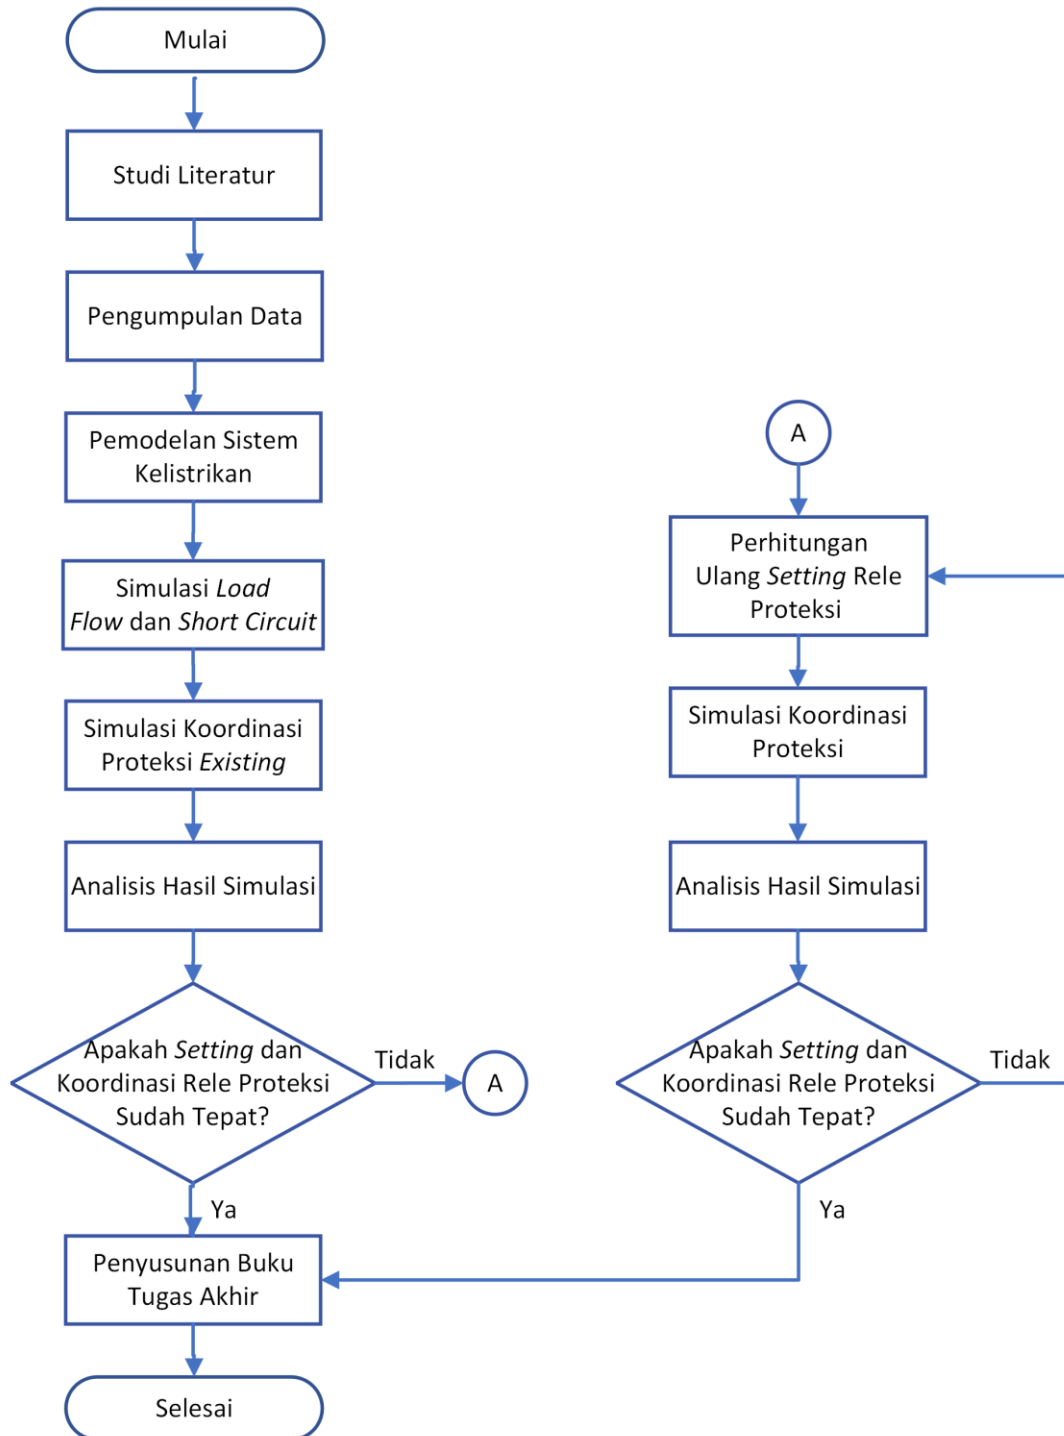 Mulai
Studi Literatur
Pengumpulan Data
Pemodelan Sistem
Kelistrikan
Simulasi Load
Flow dan Short Circuit
Simulasi Koordinasi
Proteksi Existing
Analisis Hasil Simulasi
Apakah Setting dan
Koordinasi Rele Proteksi
Sudah Tepat?
Tidak
A
Ya
Penyusunan Buku
Tugas Akhir
Selesai
A
Perhitungan
Ulang Setting Rele
Proteksi
Simulasi Koordinasi
Proteksi
Analisis Hasil Simulasi
Apakah Setting dan
Koordinasi Rele Proteksi
Sudah Tepat?
Tidak
Ya